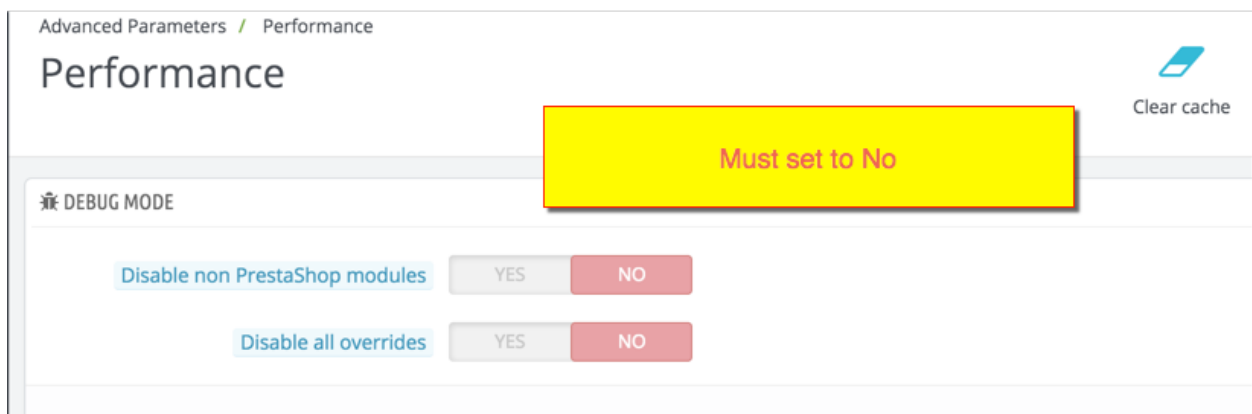 Advanced Parameters / Performance
Performance
Clear cache
Must set to No
DEBUG MODE
Disable non PrestaShop modules YES NO
Disable all overrides YES NO